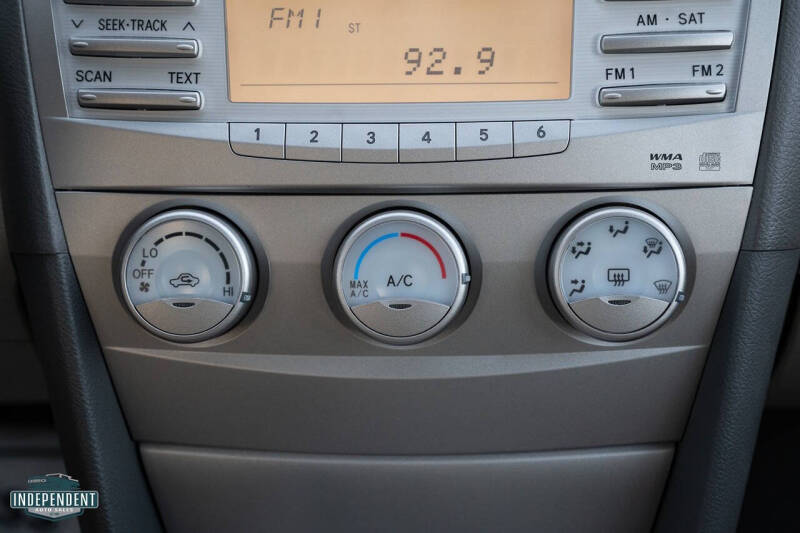 FM1
ST
92.9
SEEK·TRACK
SCAN TEXT
AM · SAT
FM1 FM2
1 2 3 4 5 6
WMA
MP3
LO
OFF
HI
MAX
A/C
A/C
INDEPENDENT
AUTO SALES